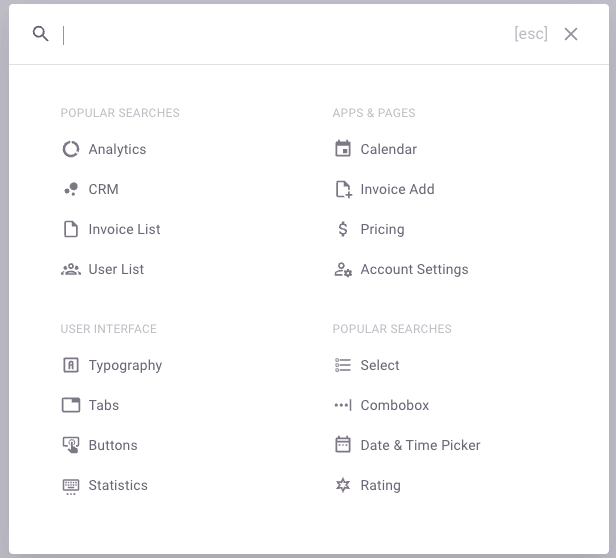 [esc]
POPULAR SEARCHES
Analytics
CRM
Invoice List
User List
APPS & PAGES
Calendar
Invoice Add
Pricing
Account Settings
USER INTERFACE
Typography
Tabs
Buttons
Statistics
POPULAR SEARCHES
Select
Combobox
Date & Time Picker
Rating